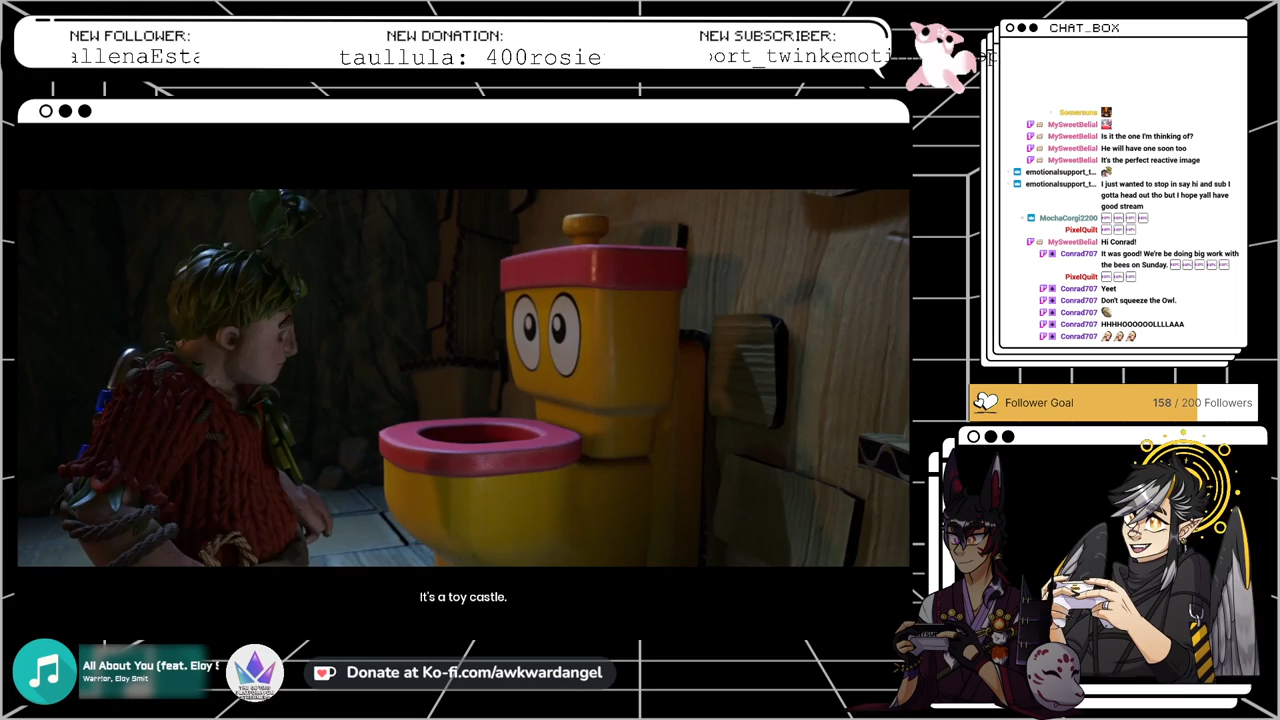 NEW FOLLOWER:
NEW DONATION:
NEW SUBSCRIBER:
allenaEsta
taullula: 400rosie
port_twinkemoti
CHAT_BOX
Somerauns
MySweetBelial
MySweetBelial Is it the one I'm thinking of?
MySweetBelial He will have one soon too
MySweetBelial It's the perfect reactive image
emotionalsupport_t...
emotionalsupport_t... I just wanted to stop in say hi and sub I
gotta head out tho but I hope yall have
good stream
MochaCorgi2200
PixelQuilt
MySweetBelial Hi Conrad!
Conrad707 It was good! We're be doing big work with
the bees on Sunday.
PixelQuilt
Conrad707 Yeet
Conrad707 Don't squeeze the Owl.
Conrad707
Conrad707 HHHHOOOOOOLLLLAAA
Conrad707
Follower Goal
158 / 200 Followers
It's a toy castle.
All About You (feat. Eloy S
Warr!or, Eloy Smit
Donate at Ko-fi.com/awkwardangel